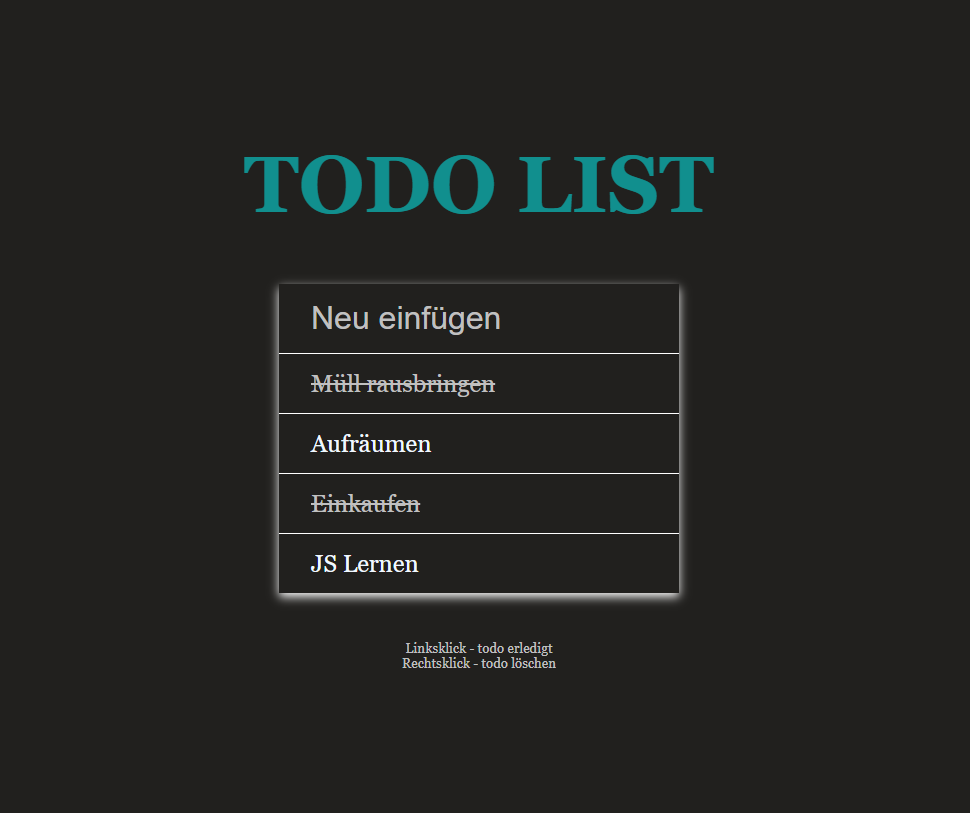 TODO LIST
Neu einfügen
Müll rausbringen
Aufräumen
Einkaufen
JS Lernen
Linksklick - todo erledigt
Rechtsklick - todo löschen